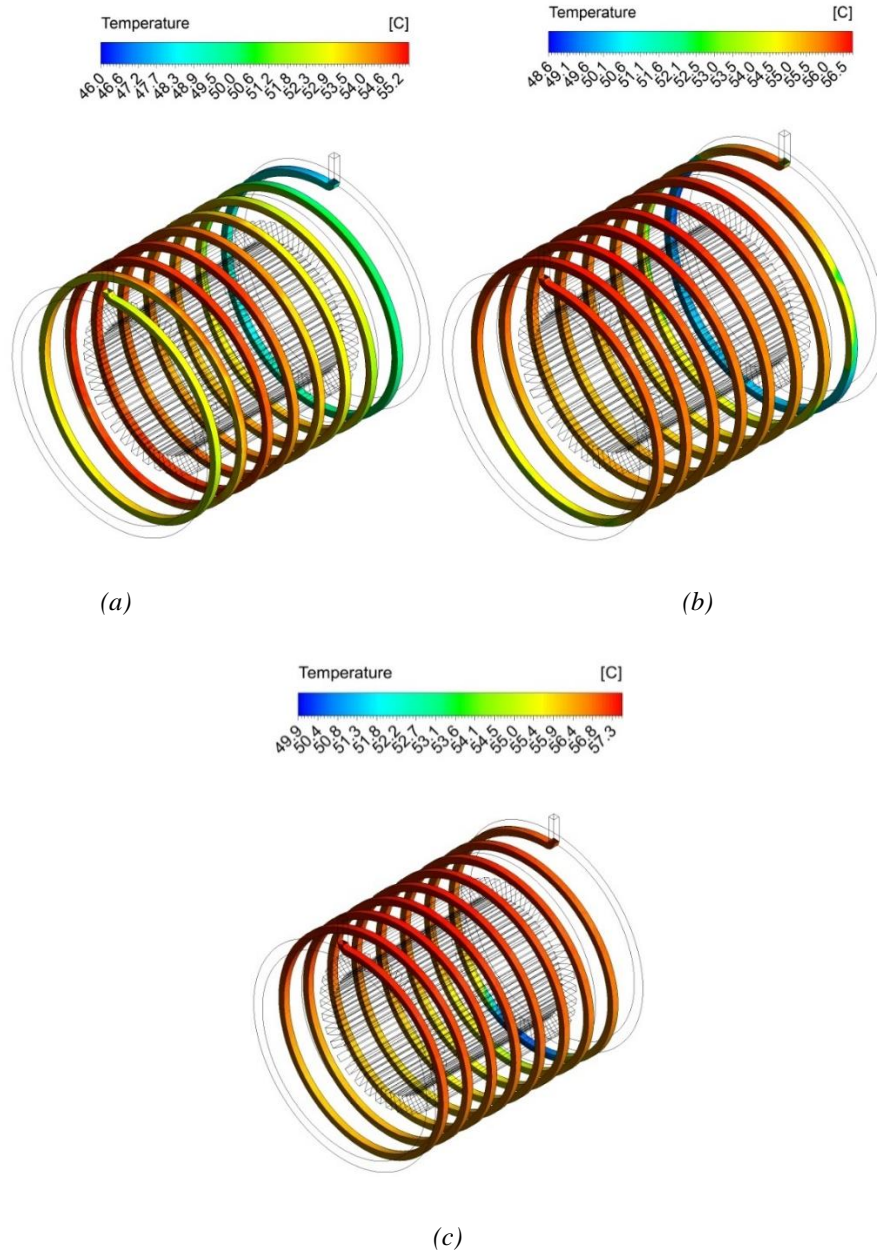 Temperature [C]
46.0 46.6 47.2 47.7 48.3 48.9 49.5 50.0 50.6 51.2 51.8 52.3 52.9 53.5 54.0 54.6 55.2
Temperature [C]
48.6 49.1 49.6 50.1 50.6 51.1 51.6 52.1 52.5 53.0 53.5 54.0 54.5 55.0 55.5 56.0 56.5
(a)
(b)
Temperature [C]
49.9 50.4 50.8 51.3 51.8 52.2 52.7 53.1 53.6 54.1 54.5 55.0 55.4 55.9 56.4 56.8 57.3
(c)